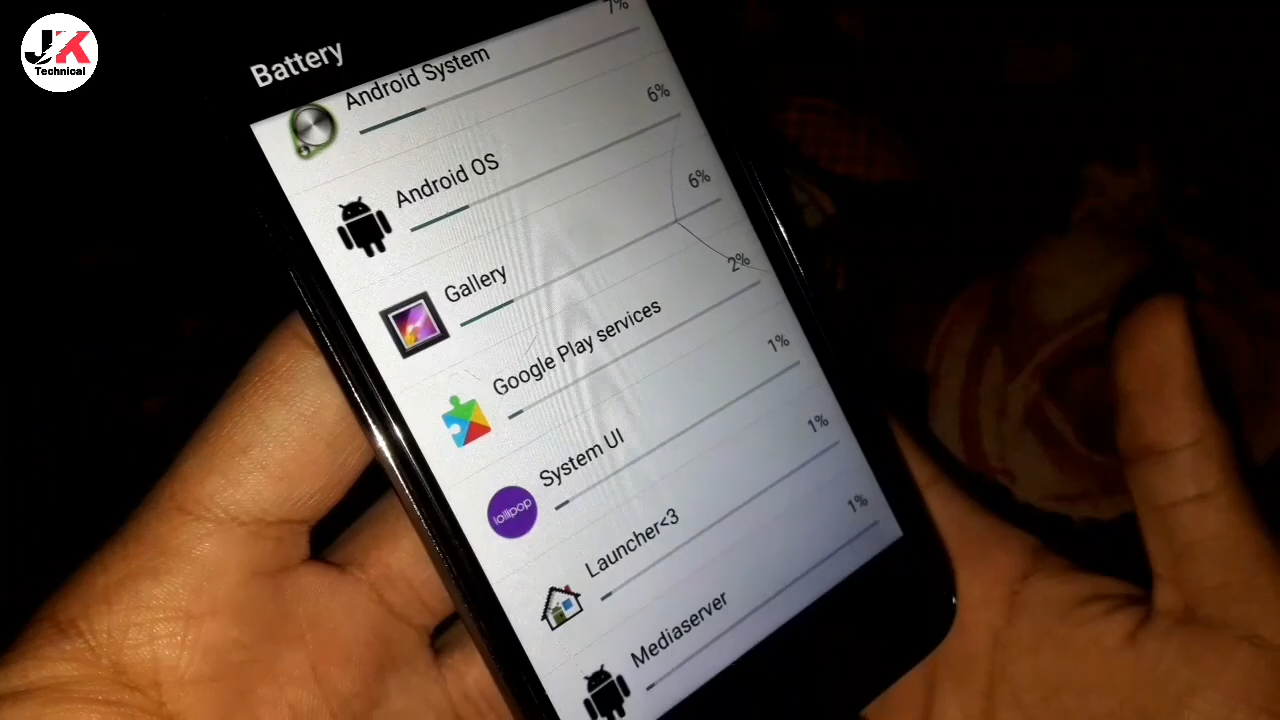 JK
Technical
Battery
7%
Android System
6%
Android OS
6%
Gallery
2%
Google Play services
1%
System UI
lollipop
1%
Launcher<3
1%
Mediaserver